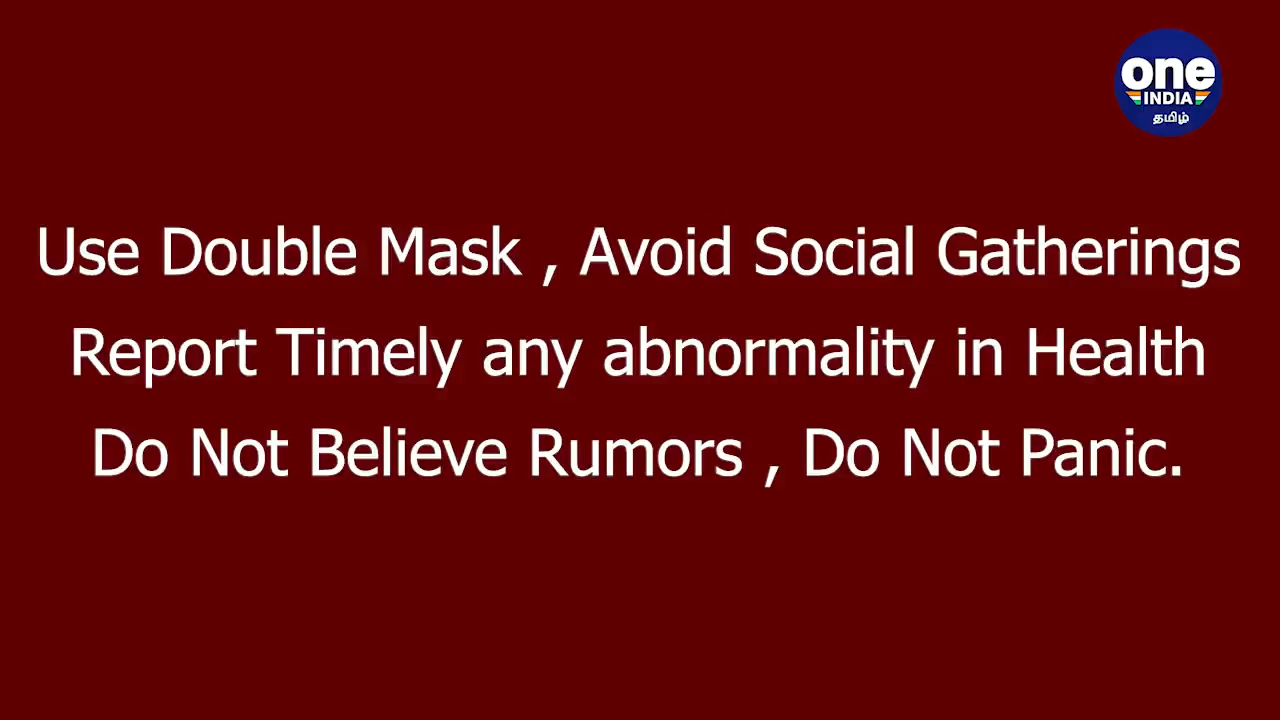 one
INDIA
தமிழ்
Use Double Mask , Avoid Social Gatherings
Report Timely any abnormality in Health
Do Not Believe Rumors , Do Not Panic.